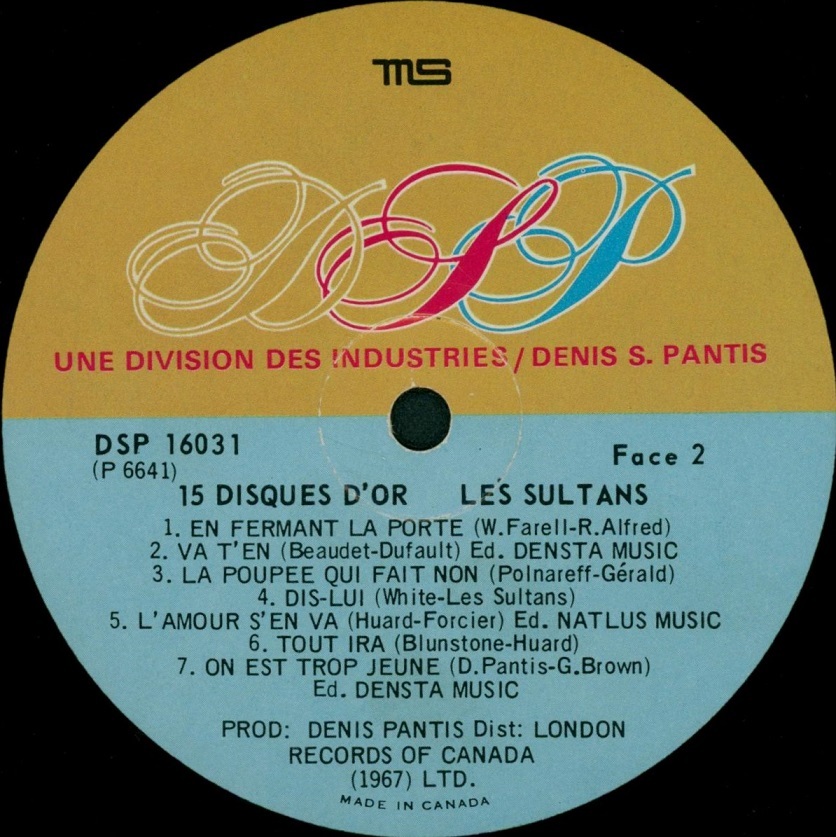 ms
DSP
UNE DIVISION DES INDUSTRIES/DENIS S. PANTIS
DSP 16031
(P 6641)
Face 2
15 DISQUES D'OR LES SULTANS
1. EN FERMANT LA PORTE (W.Farell-R.Alfred)
2. VA T'EN (Beaudet-Dufault) Ed. DENSTA MUSIC
3. LA POUPEE QUI FAIT NON (Polnareff-Gérald)
4. DIS-LUI (White-Les Sultans)
5. L'AMOUR S'EN VA (Huard-Forcier) Ed. NATLUS MUSIC
6. TOUT IRA (Blunstone-Huard)
7. ON EST TROP JEUNE (D.Pantis-G.Brown)
Ed. DENSTA MUSIC
PROD: DENIS PANTIS Dist: LONDON
RECORDS OF CANADA
(1967) LTD.
MADE IN CANADA